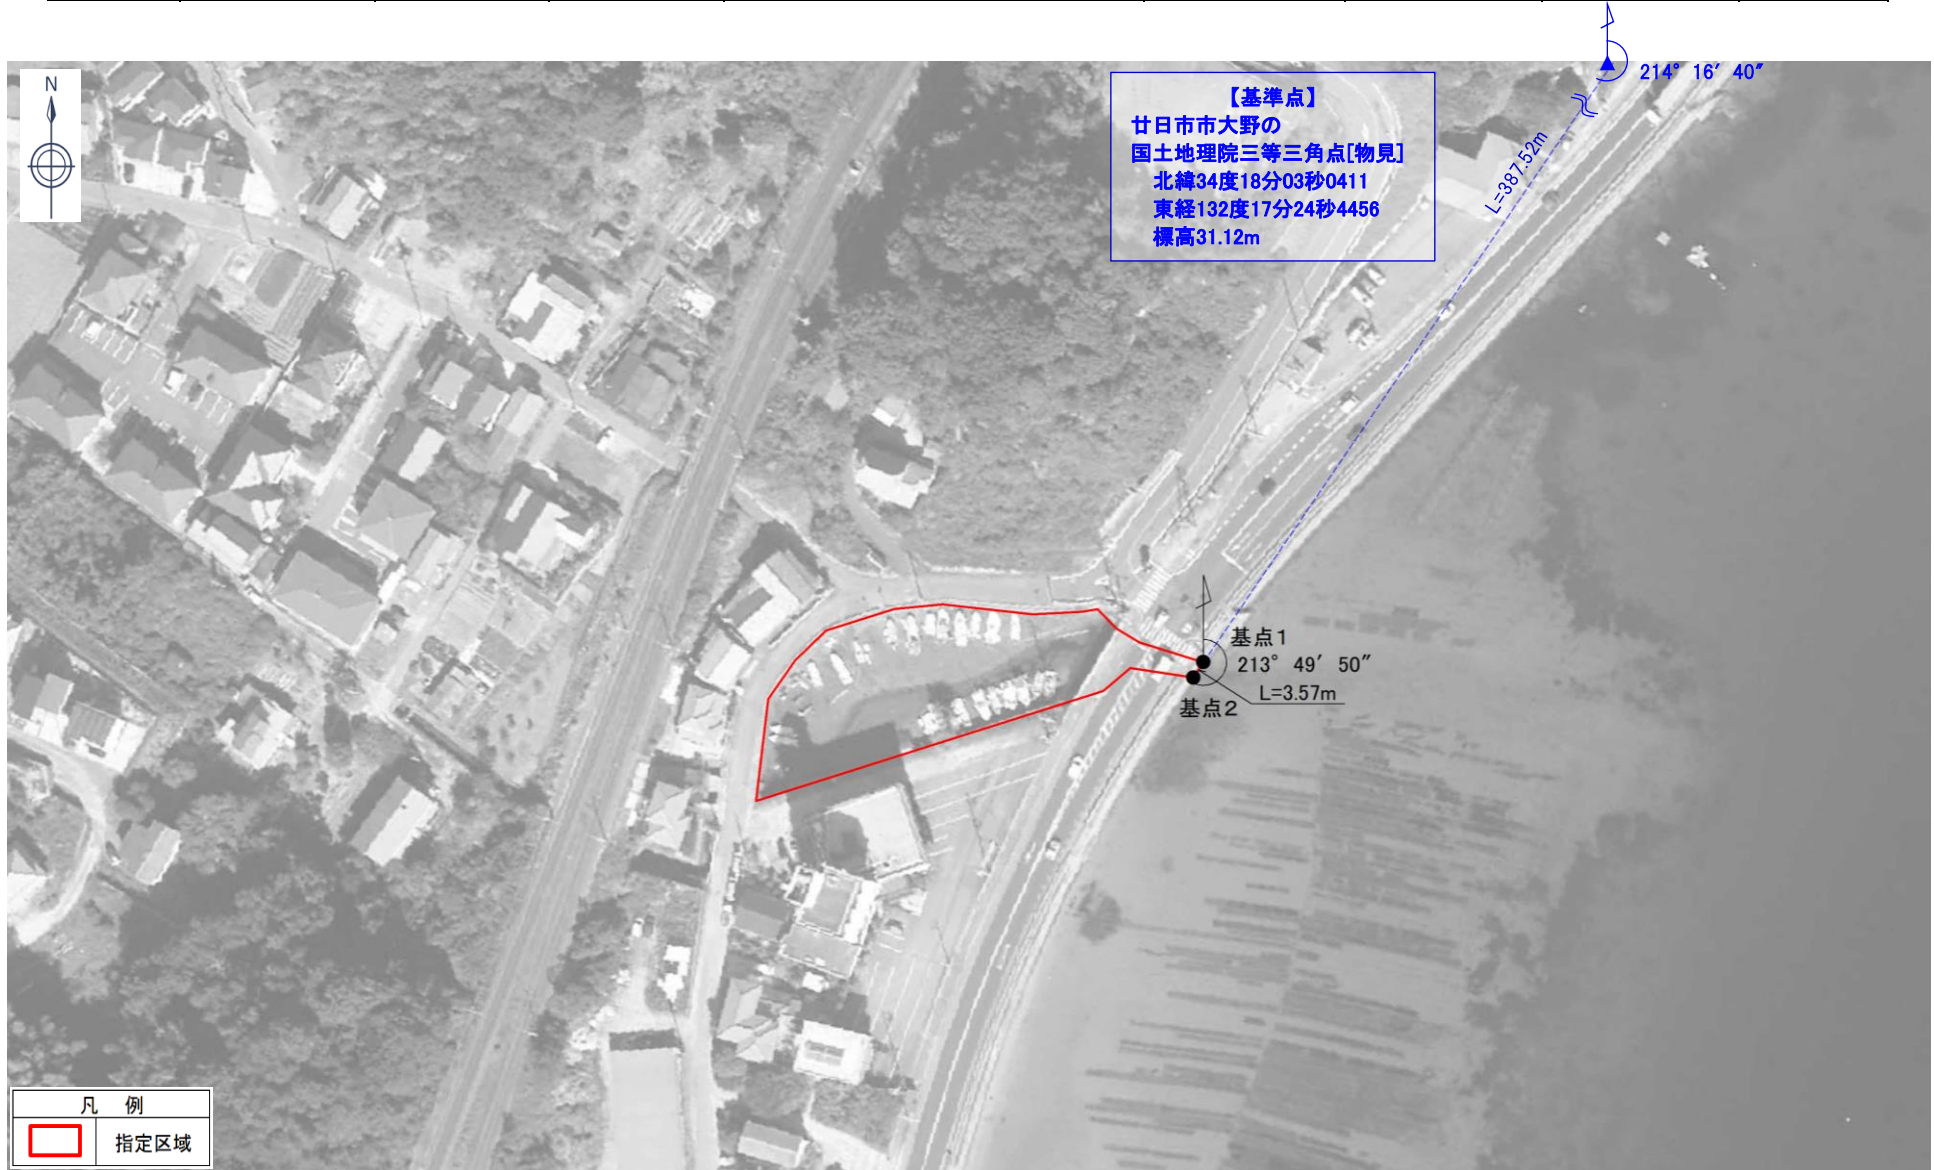 N
214° 16′ 40″
【基準点】
廿日市市大野の
国土地理院三等三角点[物見]
北緯34度18分03秒0411
東経132度17分24秒4456
標高31.12m
L=387.52m
基点1
213° 49′ 50″
L=3.57m
基点2
凡 例
指定区域